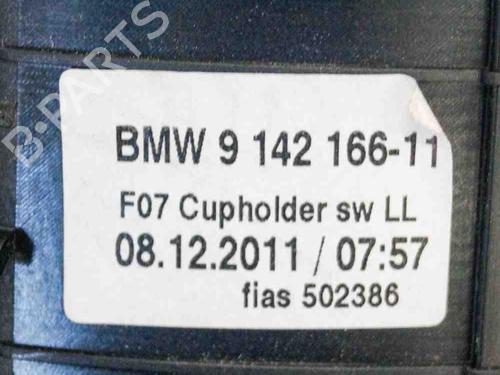 B-PARTS
BMW 9 142 166-11
F07 Cupholder sw LL
08.12.2011 / 07:57
fias 502386